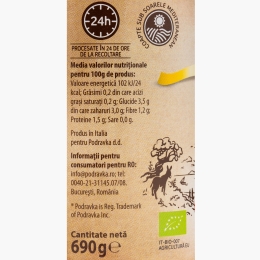 24h
COAPTE SUB SOARELE MEDITERANEAN
PROCESATE ÎN 24 DE ORE
DE LA RECOLTARE
Media valorilor nutriționale
pentru 100g de produs:
Valoare energetică 102 kJ/24
kcal; Grăsimi 0,2 din care acizi
grași saturați 0,2 g; Glucide 3,5 g
din care zaharuri 3,0 g; Fibre 1,2 g;
Proteine 1,5 g; Sare 0,0 g.
Produs în Italia
pentru Podravka d.d.
Informații pentru
consumatori pentru RO:
info@podravka.ro; tel:
0040-21-31145.07/08.
București, România
* Podravka is Reg. Trademark
of Podravka Inc
Cantitate netă
690 g e
IT-BIO-007
AGRICULTURĂ EU